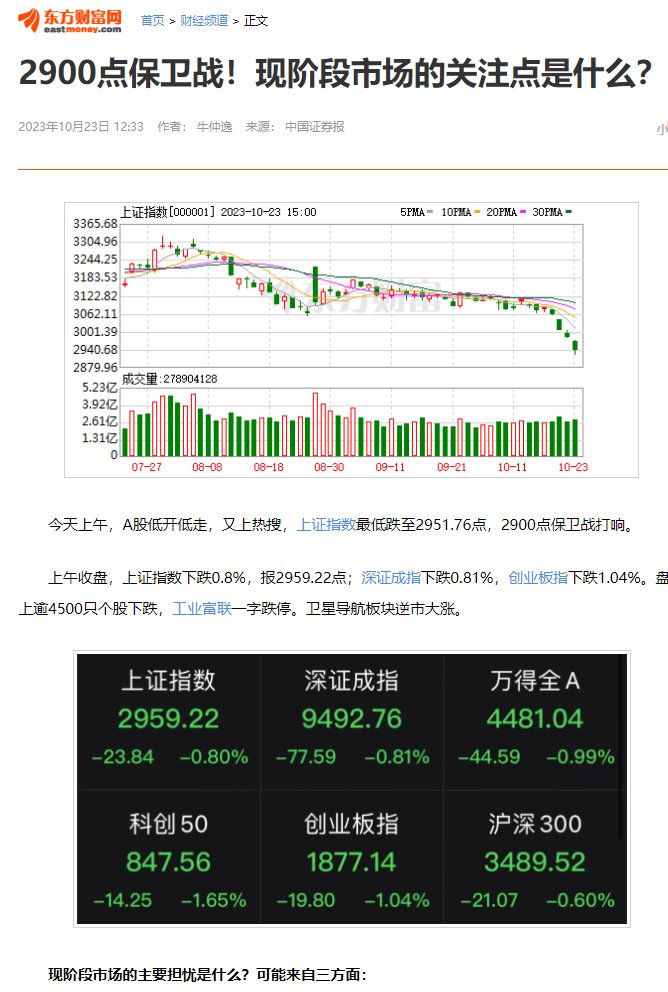 东方财富网
eastmoney.com
首页 > 财经频道 > 正文
2900点保卫战！现阶段市场的关注点是什么？
2023年10月23日 12:33 作者： 牛仲逸 来源： 中国证券报
上证指数[000001] 2023-10-23 15:00 5PMA 10PMA 20PMA 30PMA
3365.68
3304.96
3244.25
3183.53
3122.82
3062.11
3001.39
2940.68
2879.96
东方财富
成交量:278904128
5.23亿
3.92亿
2.61亿
1.31亿
0
07-27 08-08 08-18 08-30 09-11 09-21 10-11 10-23
今天上午，A股低开低走，又上热搜，上证指数最低跌至2951.76点，2900点保卫战打响。
上午收盘，上证指数下跌0.8%，报2959.22点；深证成指下跌0.81%，创业板指下跌1.04%。盘
上逾4500只个股下跌，工业富联一字跌停。卫星导航板块逆市大涨。
上证指数 深证成指 万得全A
2959.22 9492.76 4481.04
-23.84 -0.80% -77.59 -0.81% -44.59 -0.99%
科创50 创业板指 沪深300
847.56 1877.14 3489.52
-14.25 -1.65% -19.80 -1.04% -21.07 -0.60%
现阶段市场的主要担忧是什么？可能来自三方面：